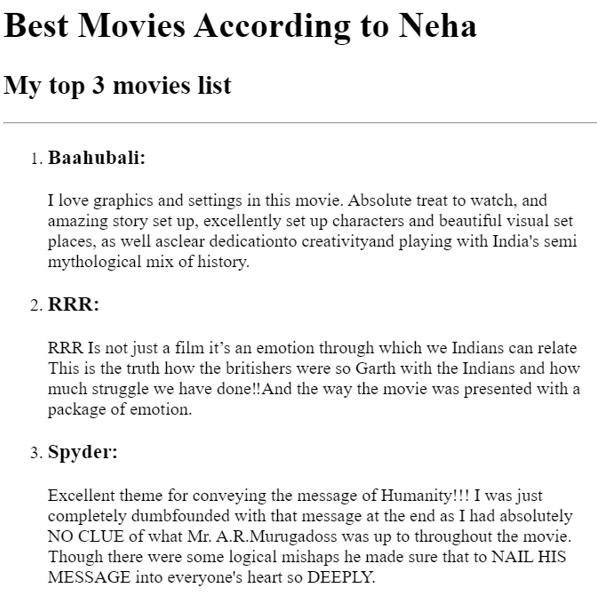 Best Movies According to Neha
My top 3 movies list
1. Baahubali:
I love graphics and settings in this movie. Absolute treat to watch, and
amazing story set up, excellently set up characters and beautiful visual set
places, as well asclear dedicationto creativityand playing with India's semi
mythological mix of history.
2. RRR:
RRR Is not just a film it’s an emotion through which we Indians can relate
This is the truth how the britishers were so Garth with the Indians and how
much struggle we have done!!And the way the movie was presented with a
package of emotion.
3. Spyder:
Excellent theme for conveying the message of Humanity!!! I was just
completely dumbfounded with that message at the end as I had absolutely
NO CLUE of what Mr. A.R.Murugadoss was up to throughout the movie.
Though there were some logical mishaps he made sure that to NAIL HIS
MESSAGE into everyone's heart so DEEPLY.